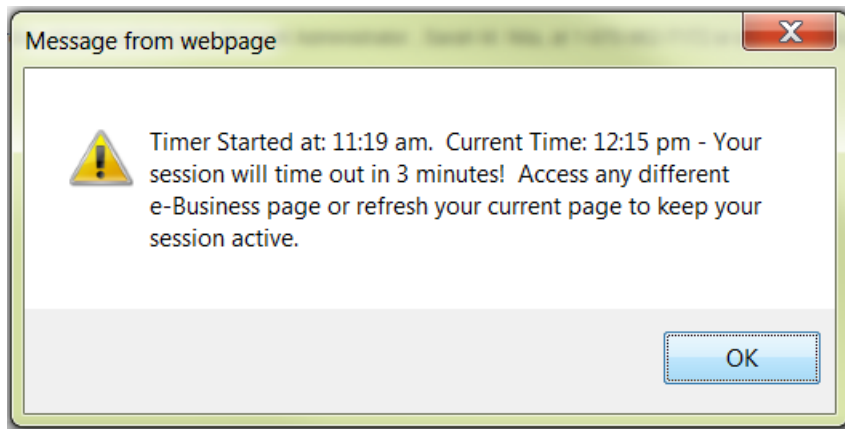 Message from webpage
Timer Started at: 11:19 am.  Current Time: 12:15 pm - Your
session will time out in 3 minutes!  Access any different
e-Business page or refresh your current page to keep your
session active.
OK